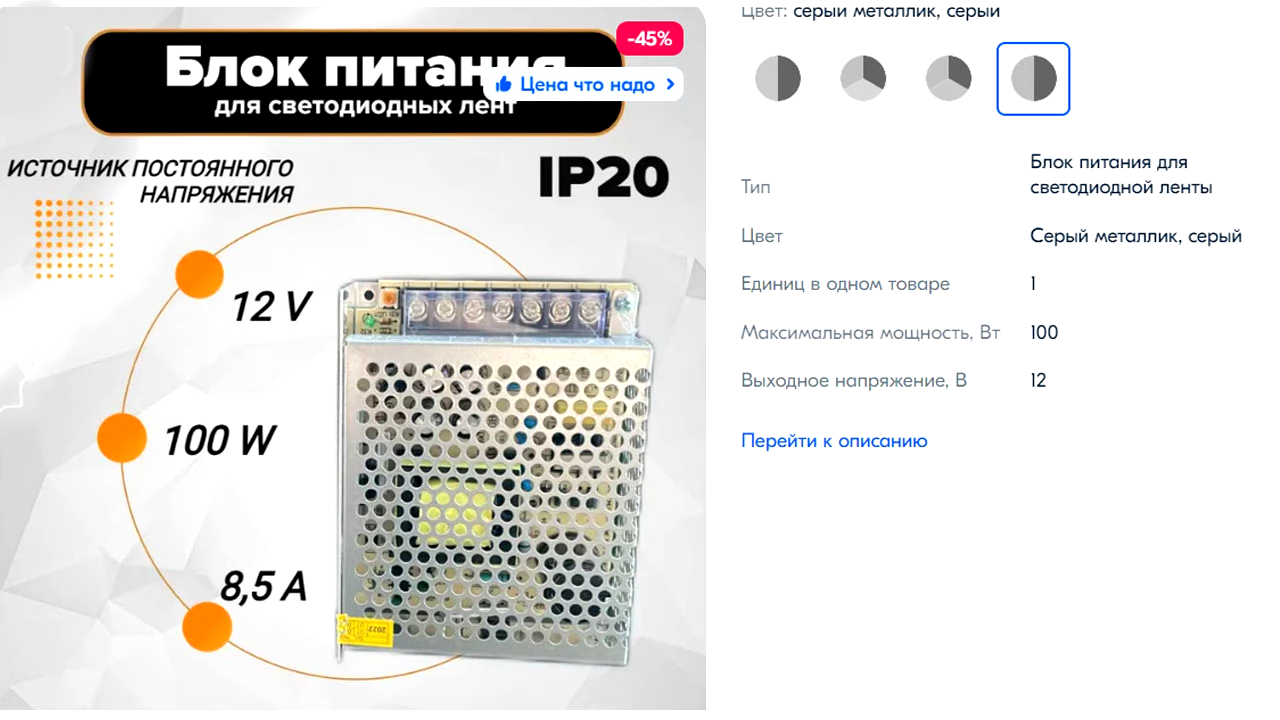 Блок питания
-45%
Цена что надо
для светодиодных лент
ИСТОЧНИК ПОСТОЯННОГО
НАПРЯЖЕНИЯ
IP20
12 V
100 W
8,5 A
2022
Цвет: серый металлик, серый
Тип
Блок питания для
светодиодной ленты
Цвет
Серый металлик, серый
Единиц в одном товаре
1
Максимальная мощность, Вт
100
Выходное напряжение, В
12
Перейти к описанию